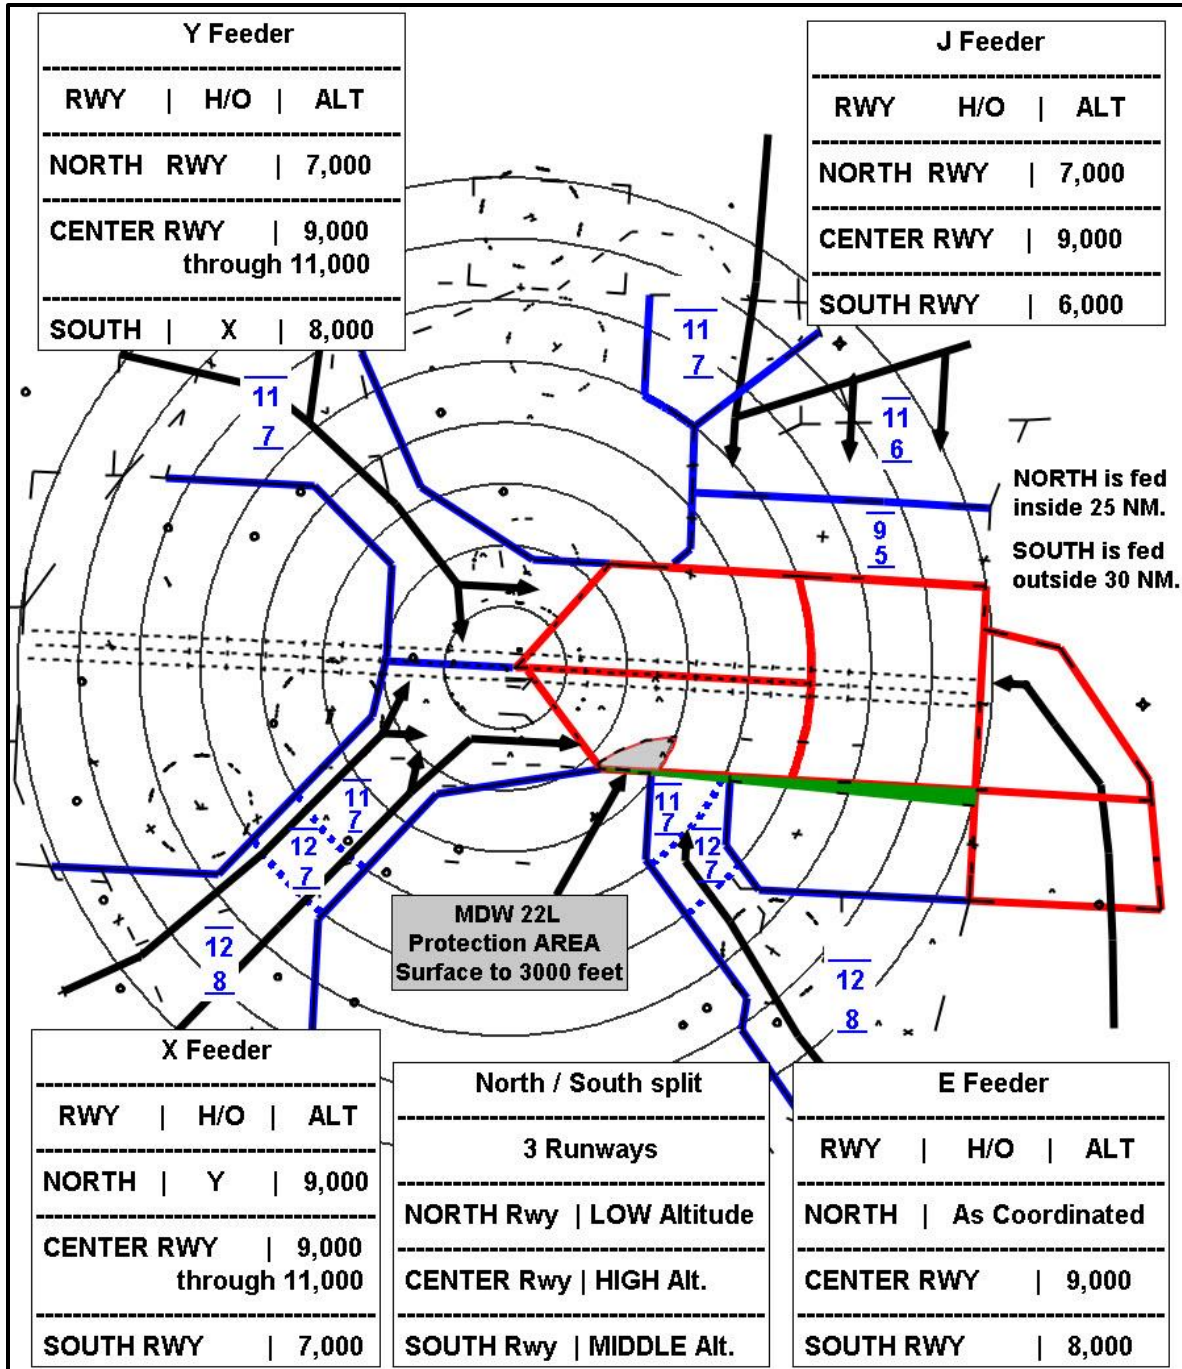 Y Feeder
RWY | H/O | ALT
NORTH RWY | 7,000
CENTER RWY | 9,000
through 11,000
SOUTH | X | 8,000
J Feeder
RWY H/O | ALT
NORTH RWY | 7,000
CENTER RWY | 9,000
SOUTH RWY | 6,000
11
7
11
7
11
6
NORTH is fed
inside 25 NM.
SOUTH is fed
outside 30 NM.
9
5
11
7
12
7
11
7
12
7
12
8
12
8
MDW 22L
Protection AREA
Surface to 3000 feet
X Feeder
RWY | H/O | ALT
NORTH | Y | 9,000
CENTER RWY | 9,000
through 11,000
SOUTH RWY | 7,000
North / South split
3 Runways
NORTH Rwy | LOW Altitude
CENTER Rwy | HIGH Alt.
SOUTH Rwy | MIDDLE Alt.
E Feeder
RWY | H/O | ALT
NORTH | As Coordinated
CENTER RWY | 9,000
SOUTH RWY | 8,000